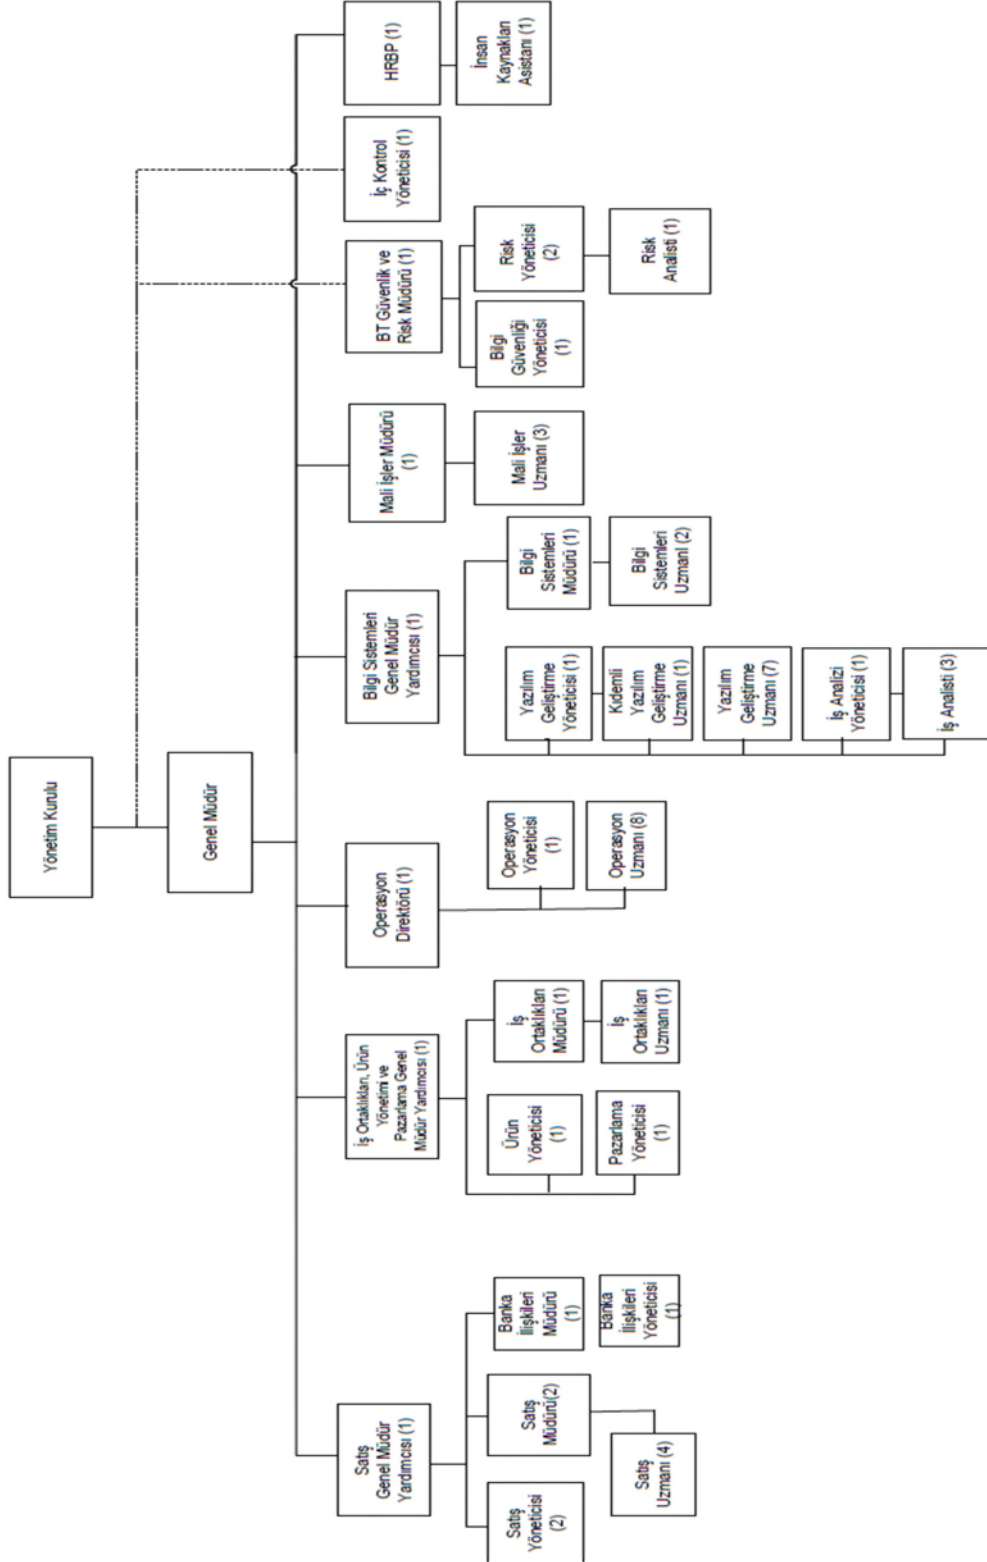 Yönetim Kurulu
Genel Müdür
Satış
Genel Müdür
Yardımcısı (1)
İş Ortaklıkları, Ürün
Yönetimi ve
Pazarlama Genel
Müdür Yardımcısı (1)
Operasyon
Direktörü (1)
Bilgi Sistemleri
Genel Müdür
Yardımcısı (1)
Mali İşler Müdürü
(1)
BT Güvenlik ve
Risk Müdürü (1)
İç Kontrol
Yöneticisi (1)
HRBP (1)
Satış
Yöneticisi
(2)
Satış
Müdürü(2)
Satış
Uzmanı (4)
Banka
İlişkileri
Müdürü
(1)
Banka
İlişkileri
Yöneticisi
(1)
Ürün
Yöneticisi
(1)
Pazarlama
Yöneticisi
(1)
İş
Ortaklıkları
Müdürü (1)
İş
Ortaklıkları
Uzmanı (1)
Operasyon
Yöneticisi
(1)
Operasyon
Uzmanı (8)
Yazılım
Geliştirme
Yöneticisi (1)
Kıdemli
Yazılım
Geliştirme
Uzmanı (1)
Yazılım
Geliştirme
Uzmanı (7)
İş Analizi
Yöneticisi (1)
İş Analisti (3)
Bilgi
Sistemleri
Müdürü (1)
Bilgi
Sistemleri
Uzmanl (2)
Mali İşler
Uzmanı (3)
Bilgi
Güvenliği
Yöneticisi
(1)
Risk
Yöneticisi
(2)
Risk
Analisti (1)
İnsan
Kaynakları
Asistanı (1)